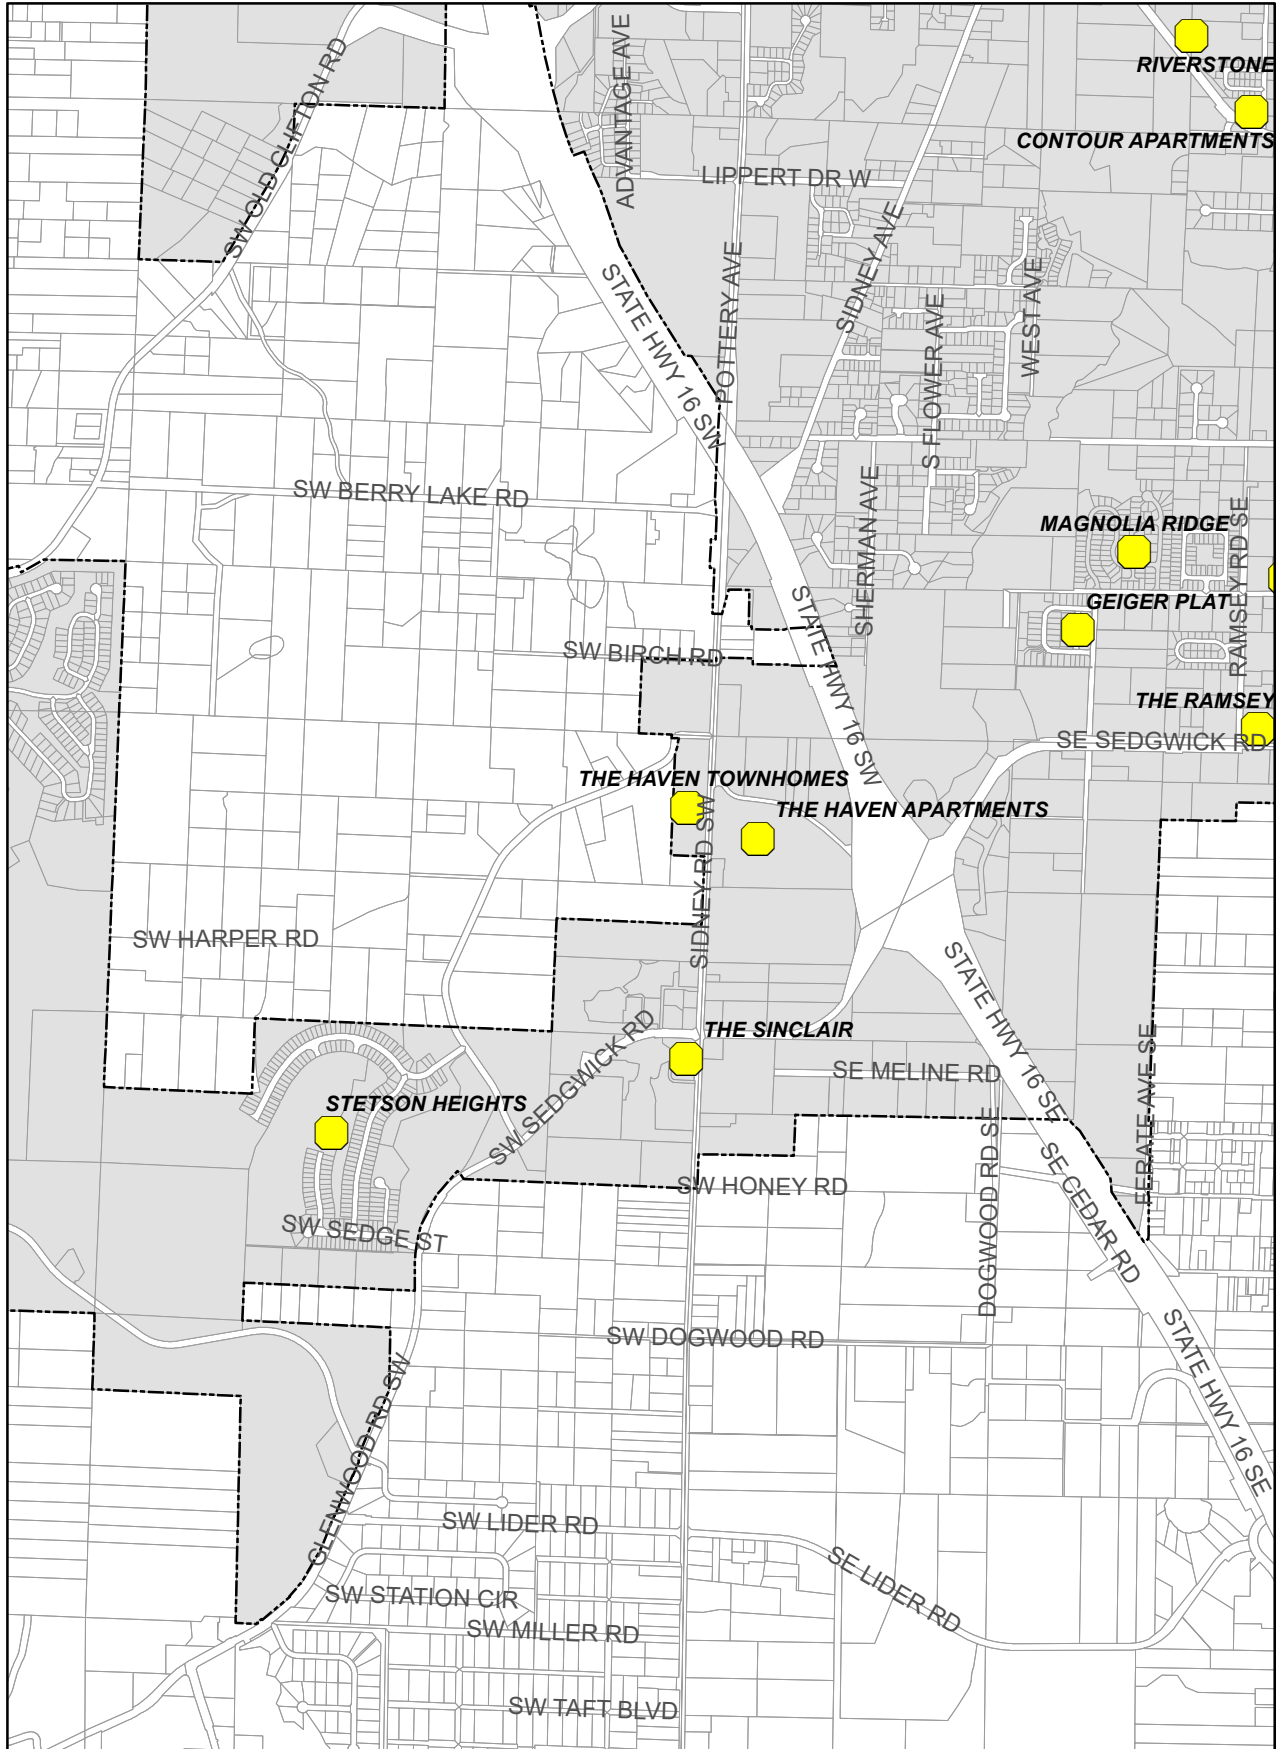 RIVERSTONE
CONTOUR APARTMENTS
ADVANTAGE AVE
SW OLD CLIFTON RD
LIPPERT DR W
SIDNEY AVE
POTTERY AVE
WEST AVE
STATE HWY 16 SW
S FLOWER AVE
SW BERRY LAKE RD
SHERMAN AVE
MAGNOLIA RIDGE
RAMSEY RD SE
GEIGER PLAT
STATE HWY 16 SW
SW BIRCH RD
THE RAMSEY
SE SEDGWICK RD
THE HAVEN TOWNHOMES
THE HAVEN APARTMENTS
SIDNEY RD SW
SW HARPER RD
STATE HWY 16 SE
SW SEDGWICK RD
THE SINCLAIR
SE MELINE RD
STETSON HEIGHTS
DOGWOOD RD SE
SE CEDAR RD
SW HONEY RD
SW SEDGE ST
SW DOGWOOD RD
STATE HWY 16 SE
GLENWOOD RD SW
SW LIDER RD
SE LIDER RD
SW STATION CIR
SW MILLER RD
SW TAFT BLVD